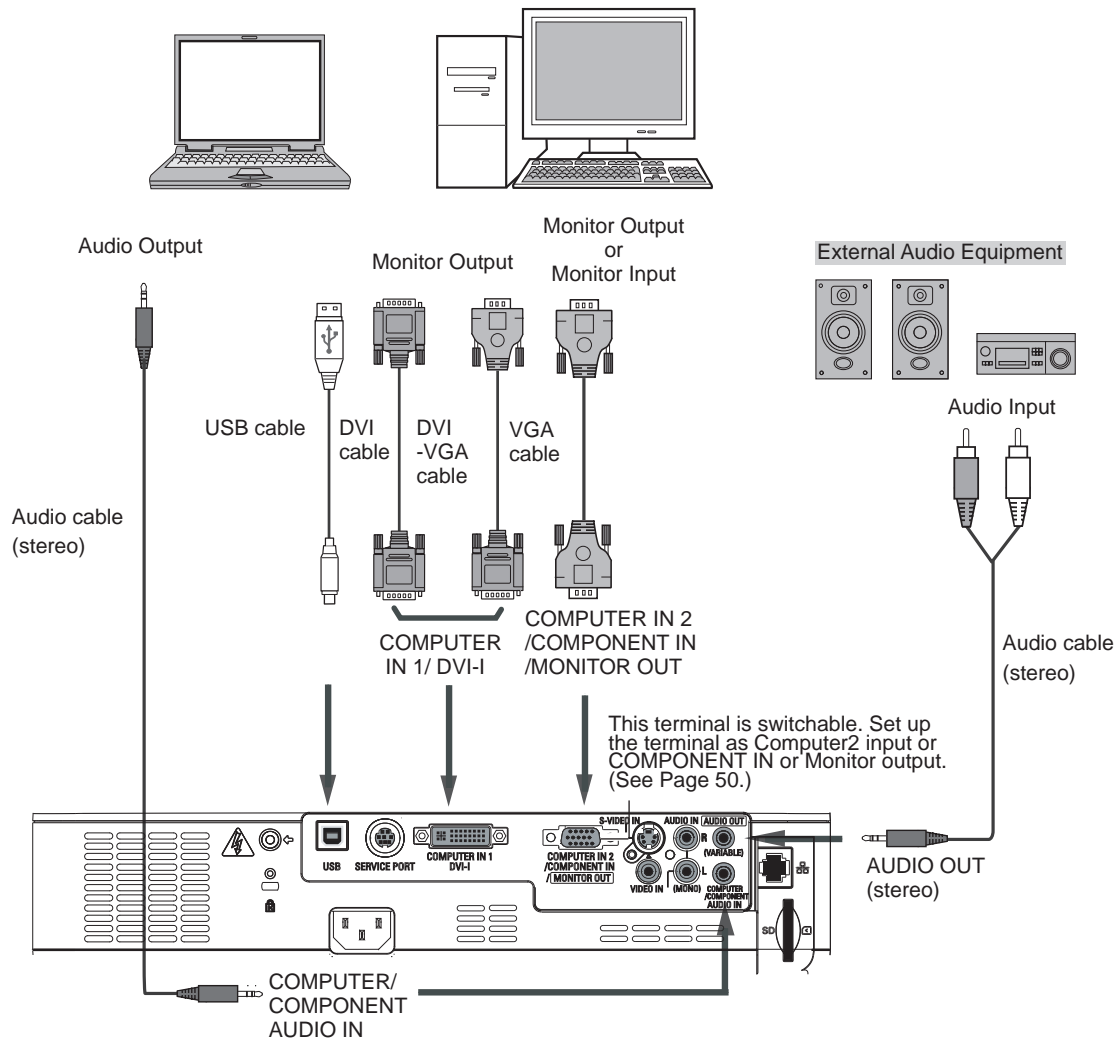 Audio Output
Monitor Output
Monitor Output
or
Monitor Input
External Audio Equipment
Audio Input
USB cable
DVI
cable
DVI
-VGA
cable
VGA
cable
Audio cable
(stereo)
COMPUTER
IN 1/ DVI-I
COMPUTER IN 2
/COMPONENT IN
/MONITOR OUT
Audio cable
(stereo)
This terminal is switchable. Set up
the terminal as Computer2 input or
COMPONENT IN or Monitor output.
(See Page 50.)
USB
SERVICE PORT
COMPUTER IN 1
DVI-I
COMPUTER IN 2
/COMPONENT IN
/MONITOR OUT
S-VIDEO IN
VIDEO IN
AUDIO IN
R
L
(MONO)
AUDIO OUT
(VARIABLE)
COMPUTER
/COMPONENT
AUDIO IN
SD
AUDIO OUT
(stereo)
COMPUTER/
COMPONENT
AUDIO IN